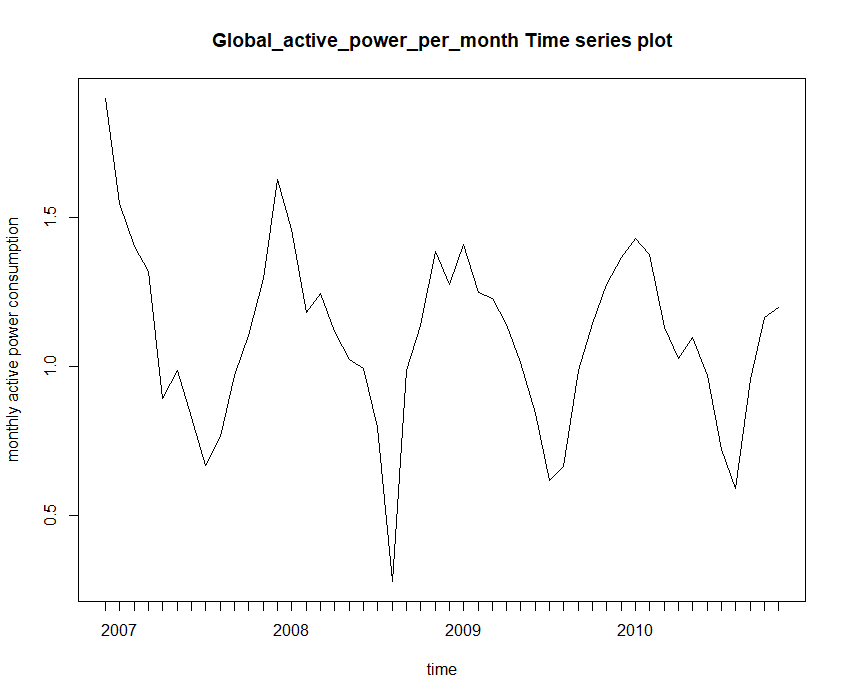 Global_active_power_per_month Time series plot
monthly active power consumption
1.5
1.0
0.5
2007 2008 2009 2010
time